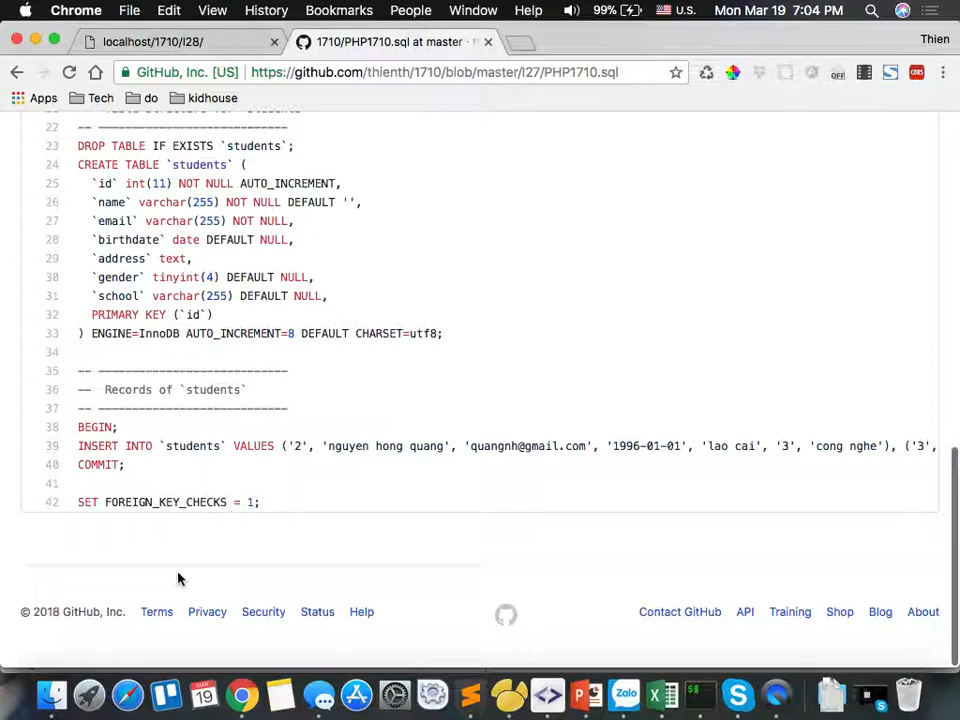 Chrome File Edit View History Bookmarks People Window Help 99% U.S. Mon Mar 19 7:04 PM
localhost/1710/l28/
1710/PHP1710.sql at master ·
Thien
GitHub, Inc. [US] https://github.com/thienth/1710/blob/master/l27/PHP1710.sql
OFF
CORS
Apps Tech do kidhouse
22 -- ----------------------------
23 DROP TABLE IF EXISTS `students`;
24 CREATE TABLE `students` (
25 `id` int(11) NOT NULL AUTO_INCREMENT,
26 `name` varchar(255) NOT NULL DEFAULT '',
27 `email` varchar(255) NOT NULL,
28 `birthdate` date DEFAULT NULL,
29 `address` text,
30 `gender` tinyint(4) DEFAULT NULL,
31 `school` varchar(255) DEFAULT NULL,
32 PRIMARY KEY (`id`)
33 ) ENGINE=InnoDB AUTO_INCREMENT=8 DEFAULT CHARSET=utf8;
34
35 -- ----------------------------
36 -- Records of `students`
37 -- ----------------------------
38 BEGIN;
39 INSERT INTO `students` VALUES ('2', 'nguyen hong quang', 'quangnh@gmail.com', '1996-01-01', 'lao cai', '3', 'cong nghe'), ('3',
40 COMMIT;
41
42 SET FOREIGN_KEY_CHECKS = 1;
© 2018 GitHub, Inc. Terms Privacy Security Status Help
Contact GitHub API Training Shop Blog About
MAR
19
Zalo